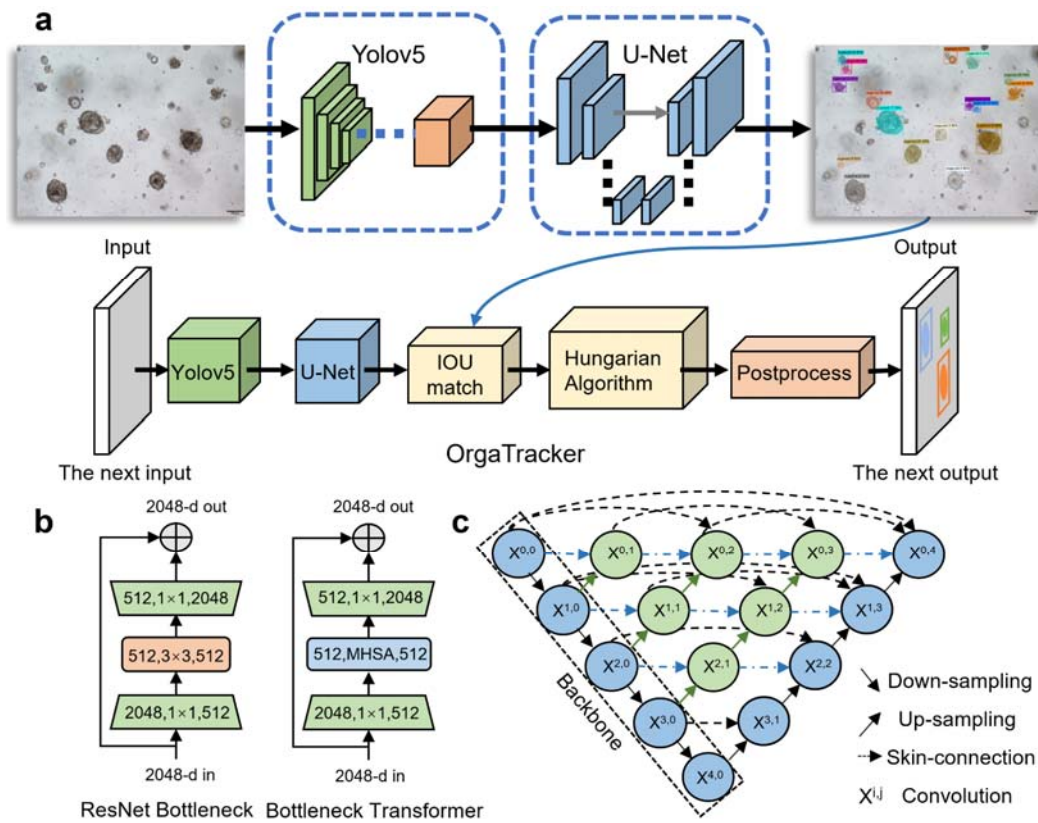 a
Yolov5
U-Net
Input
Output
Yolov5
U-Net
IOU
match
Hungarian
Algorithm
Postprocess
The next input
OrgaTracker
The next output
b
2048-d out
2048-d out
512,1×1,2048
512,1×1,2048
512,3×3,512
512,MHSA,512
2048,1×1,512
2048,1×1,512
2048-d in
2048-d in
ResNet Bottleneck
Bottleneck Transformer
c
X0,0
X0,1
X0,2
X0,3
X0,4
X1,0
X1,1
X1,2
X1,3
X2,0
X2,1
X2,2
X3,0
X3,1
X4,0
Backbone
Down-sampling
Up-sampling
Skin-connection
Xi,j Convolution